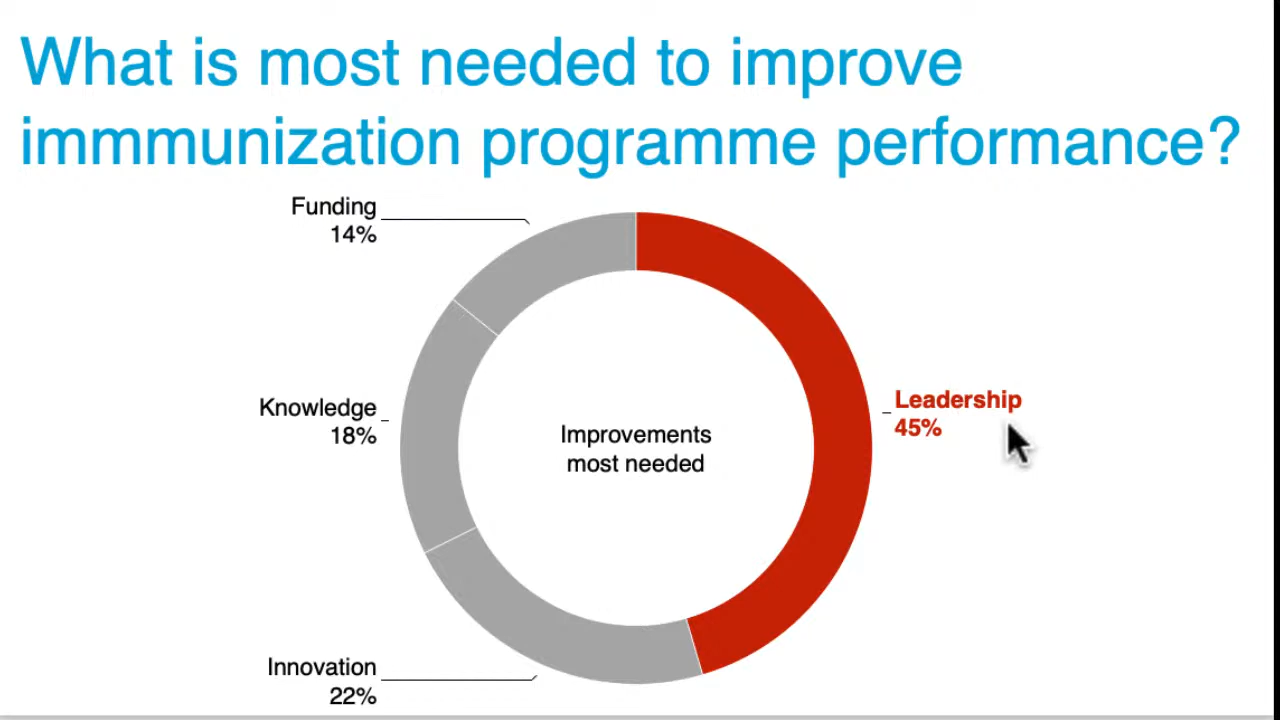 What is most needed to improve
immmunization programme performance?
Funding
14%
Knowledge
18%
Improvements
most needed
Leadership
45%
Innovation
22%